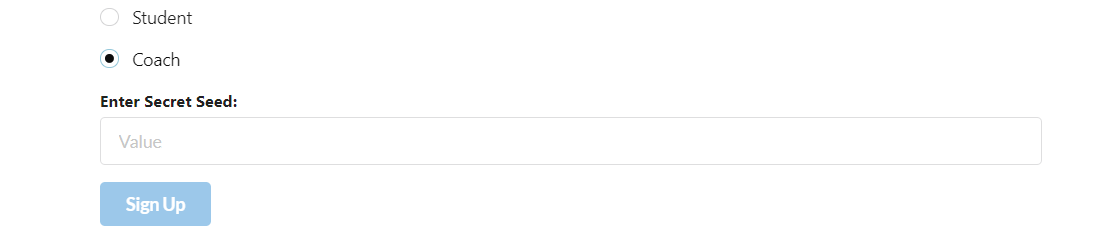 Student
Coach
Enter Secret Seed:
Value
Sign Up